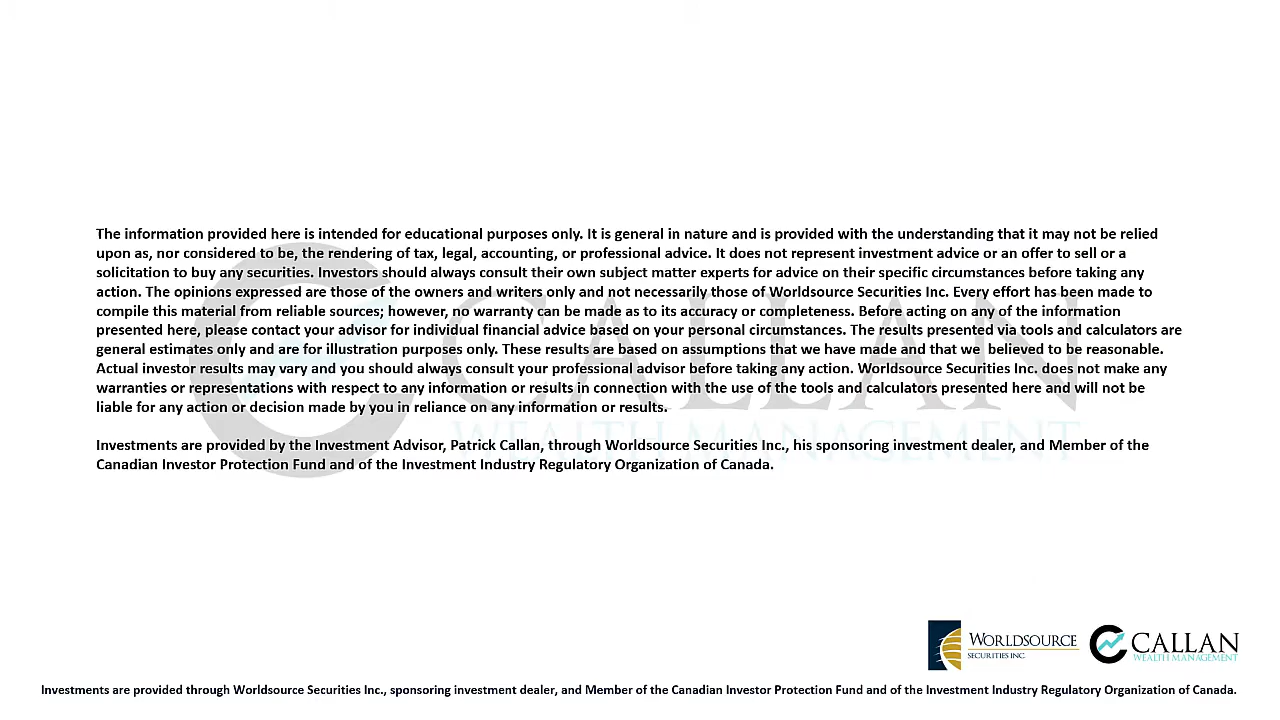 The information provided here is intended for educational purposes only. It is general in nature and is provided with the understanding that it may not be relied
upon as, nor considered to be, the rendering of tax, legal, accounting, or professional advice. It does not represent investment advice or an offer to sell or a
solicitation to buy any securities. Investors should always consult their own subject matter experts for advice on their specific circumstances before taking any
action. The opinions expressed are those of the owners and writers only and not necessarily those of Worldsource Securities Inc. Every effort has been made to
compile this material from reliable sources; however, no warranty can be made as to its accuracy or completeness. Before acting on any of the information
presented here, please contact your advisor for individual financial advice based on your personal circumstances. The results presented via tools and calculators are
general estimates only and are for illustration purposes only. These results are based on assumptions that we have made and that we believed to be reasonable.
Actual investor results may vary and you should always consult your professional advisor before taking any action. Worldsource Securities Inc. does not make any
warranties or representations with respect to any information or results in connection with the use of the tools and calculators presented here and will not be
liable for any action or decision made by you in reliance on any information or results.
Investments are provided by the Investment Advisor, Patrick Callan, through Worldsource Securities Inc., his sponsoring investment dealer, and Member of the
Canadian Investor Protection Fund and of the Investment Industry Regulatory Organization of Canada.
CALLAN
WEALTH MANAGEMENT
WORLDSOURCE
SECURITIES INC.
CALLAN
WEALTH MANAGEMENT
Investments are provided through Worldsource Securities Inc., sponsoring investment dealer, and Member of the Canadian Investor Protection Fund and of the Investment Industry Regulatory Organization of Canada.